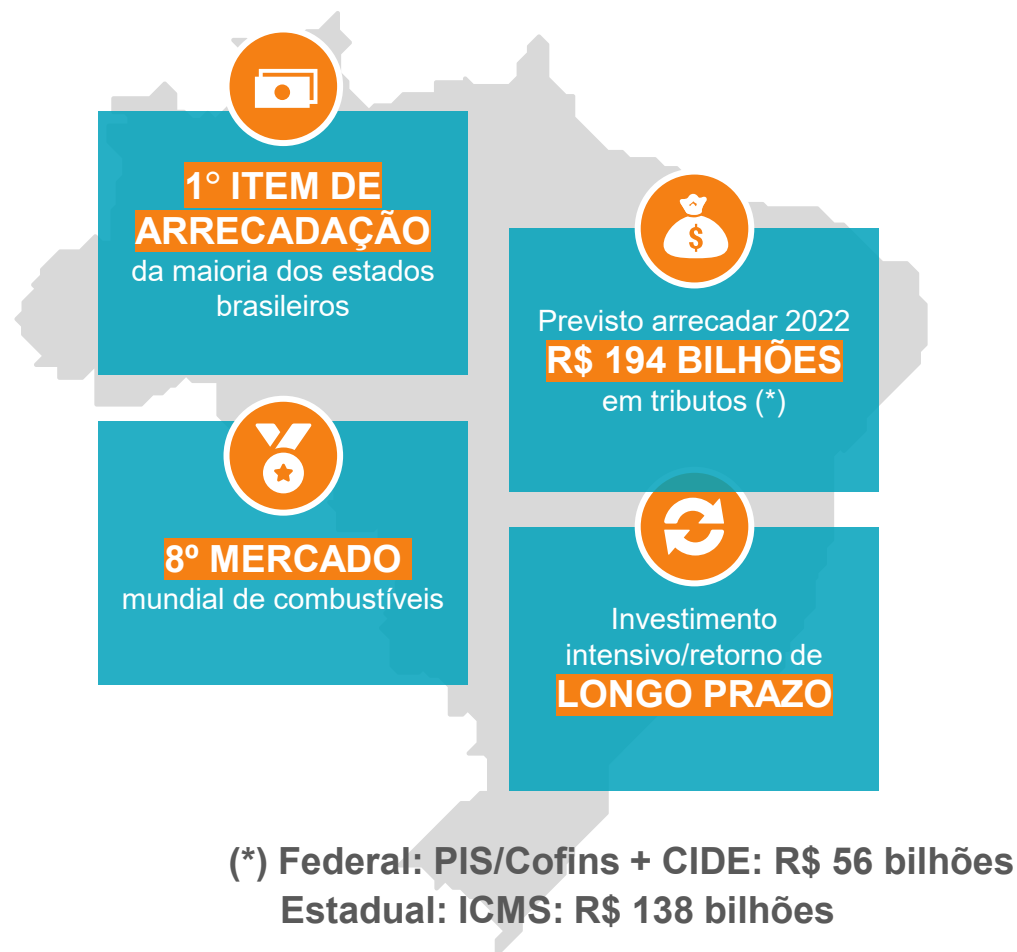 1° ITEM DE
ARRECADAÇÃO
da maioria dos estados
brasileiros
Previsto arrecadar 2022
R$ 194 BILHÕES
em tributos (*)
8º MERCADO
mundial de combustíveis
Investimento
intensivo/retorno de
LONGO PRAZO
(*) Federal: PIS/Cofins + CIDE: R$ 56 bilhões
Estadual: ICMS: R$ 138 bilhões